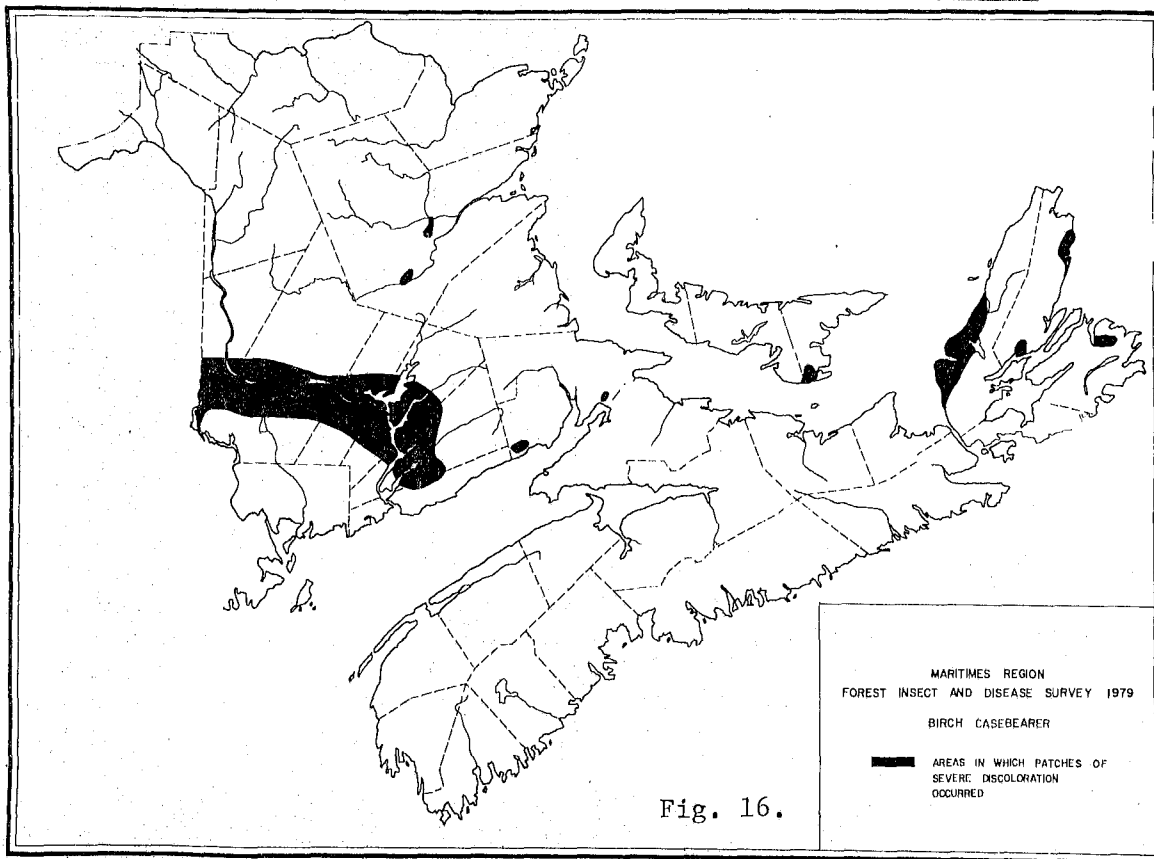 MARITIMES REGION
FOREST INSECT AND DISEASE SURVEY 1979
BIRCH CASEBEARER
AREAS IN WHICH PATCHES OF
SEVERE DISCOLORATION
OCCURRED
Fig. 16.